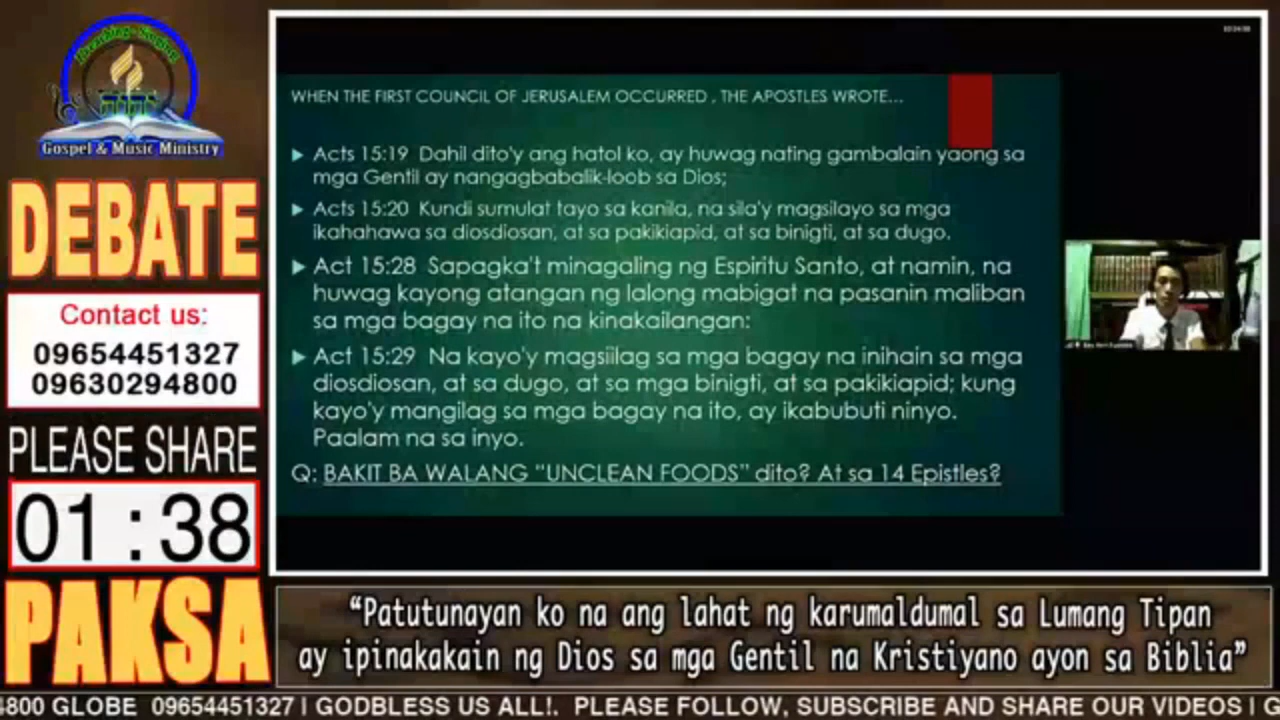 Preaching - Singing
Gospel & Music Ministry
DEBATE
Contact us:
09654451327
09630294800
PLEASE SHARE
01:38
PAKSA
WHEN THE FIRST COUNCIL OF JERUSALEM OCCURRED , THE APOSTLES WROTE...
Acts 15:19 Dahil dito'y ang hatol ko, ay huwag nating gambalain yaong sa
mga Gentil ay nangagbabalik-loob sa Dios;
Acts 15:20 Kundi sumulat tayo sa kanila, na sila'y magsilayo sa mga
ikahahawa sa diosdiosan, at sa pakikiapid, at sa binigti, at sa dugo.
Act 15:28 Sapagka't minagaling ng Espiritu Santo, at namin, na
huwag kayong atangan ng lalong mabigat na pasanin maliban
sa mga bagay na ito na kinakailangan:
Act 15:29 Na kayo'y magsiilag sa mga bagay na inihain sa mga
diosdiosan, at sa dugo, at sa mga binigti, at sa pakikiapid; kung
kayo'y mangilag sa mga bagay na ito, ay ikabubuti ninyo.
Paalam na sa inyo.
Q: BAKIT BA WALANG "UNCLEAN FOODS" dito? At sa 14 Epistles?
“Patutunayan ko na ang lahat ng karumaldumal sa Lumang Tipan
ay ipinakakain ng Dios sa mga Gentil na Kristiyano ayon sa Biblia”
4800 GLOBE 09654451327 | GODBLESS US ALL!. PLEASE FOLLOW, SUBSCRIBE AND SHARE OUR VIDEOS | G